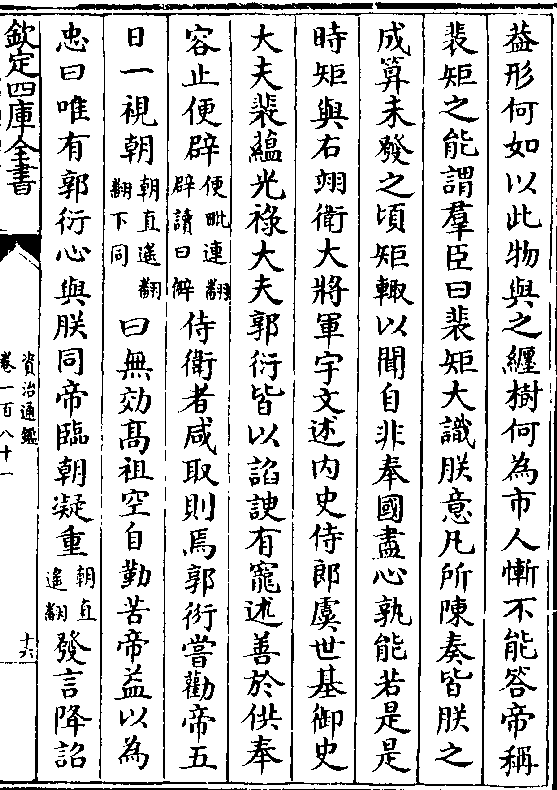 葢形何如以此物與之纒樹何為市人慙不能答帝稱
裴矩之能謂羣臣曰裴矩大識朕意凡所陳奏皆朕之
成算未發之頃矩輙以聞自非奉國盡心孰能若是是
時矩與右翊衛大將軍宇文述内史侍郎虞世基御史
大夫裴藴光祿大夫郭衍皆以諂諛有寵述善於供奉
容止便辟便毗連翻辟讀曰僻侍衛者咸取則焉郭衍嘗勸帝五
日一視朝朝直遙翻下同曰無効髙祖空自勤苦帝益以為
忠曰唯有郭衍心與朕同帝臨朝凝重朝直遙翻發言降詔
欽定四庫全書
資治通鑑
卷一百八十一
十六